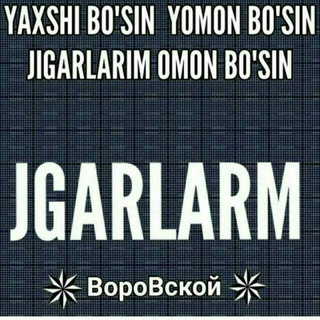 YAXSHI BO'SIN YOMON BO'SIN
JIGARLARIM OMON BO'SIN
JGARLARM
ВороВской